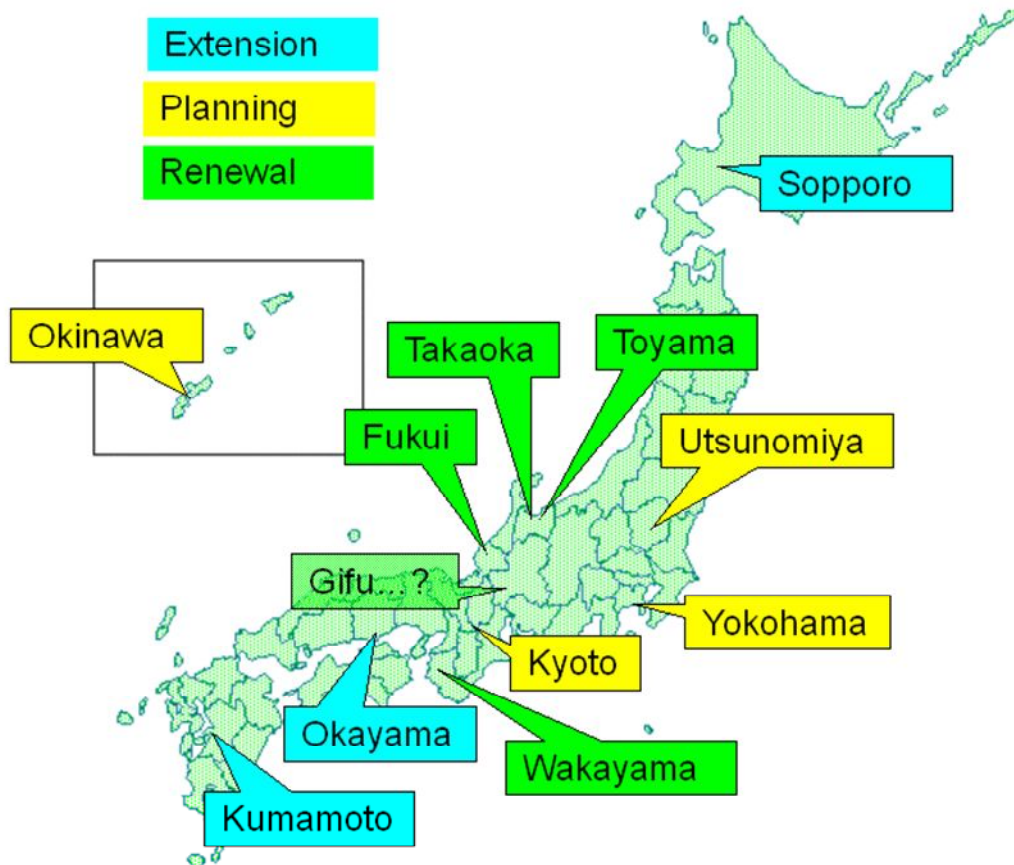 Extension
Planning
Renewal
Sopporo
Okinawa
Takaoka
Toyama
Fukui
Utsunomiya
Gifu...?
Yokohama
Kyoto
Okayama
Wakayama
Kumamoto